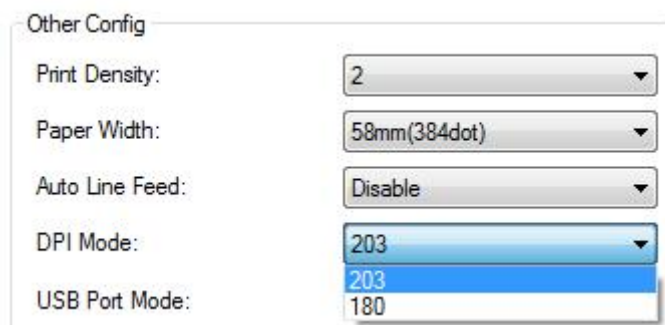 Other Config
Print Density: 2
Paper Width: 58mm(384dot)
Auto Line Feed: Disable
DPI Mode: 203
203
USB Port Mode: 180